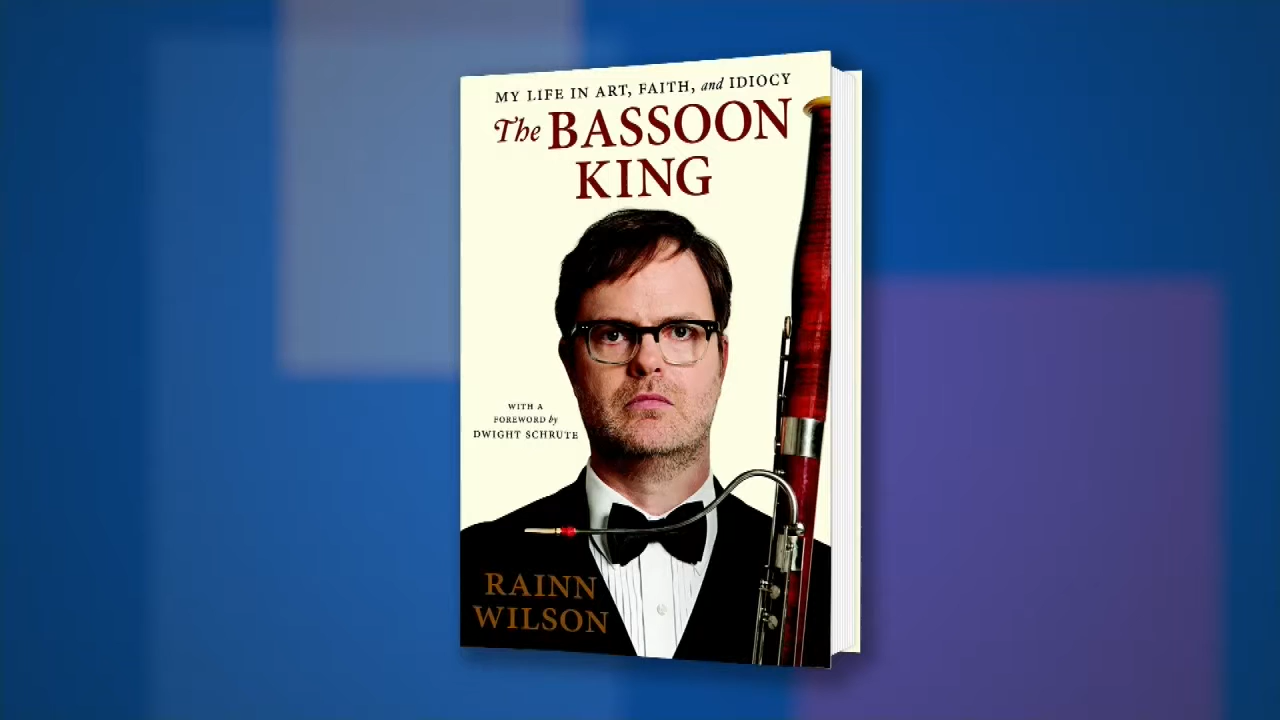 MY LIFE IN ART, FAITH, and IDIOCY
The BASSOON
KING
WITH A
FOREWORD by
DWIGHT SCHRUTE
RAINN
WILSON